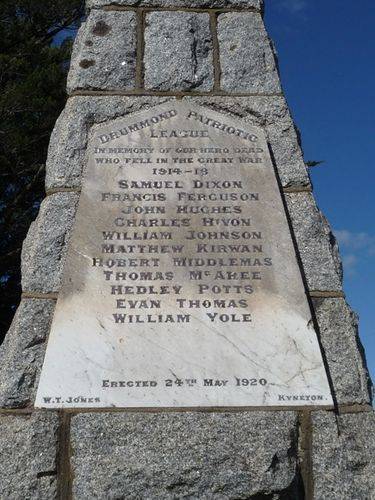 DRUMMOND PATRIOTIC
LEAGUE
IN MEMORY OF OUR HERO DEAD
WHO FELL IN THE GREAT WAR
1914-18
SAMUEL DIXON
FRANCIS FERGUSON
JOHN HUGHES
CHARLES HIVON
WILLIAM JOHNSON
MATTHEW KIRWAN
ROBERT MIDDLEMAS
THOMAS MCAHEE
HEDLEY POTTS
EVAN THOMAS
WILLIAM YOLE
ERECTED 24TH MAY 1920
W.T. JONES KYNETON